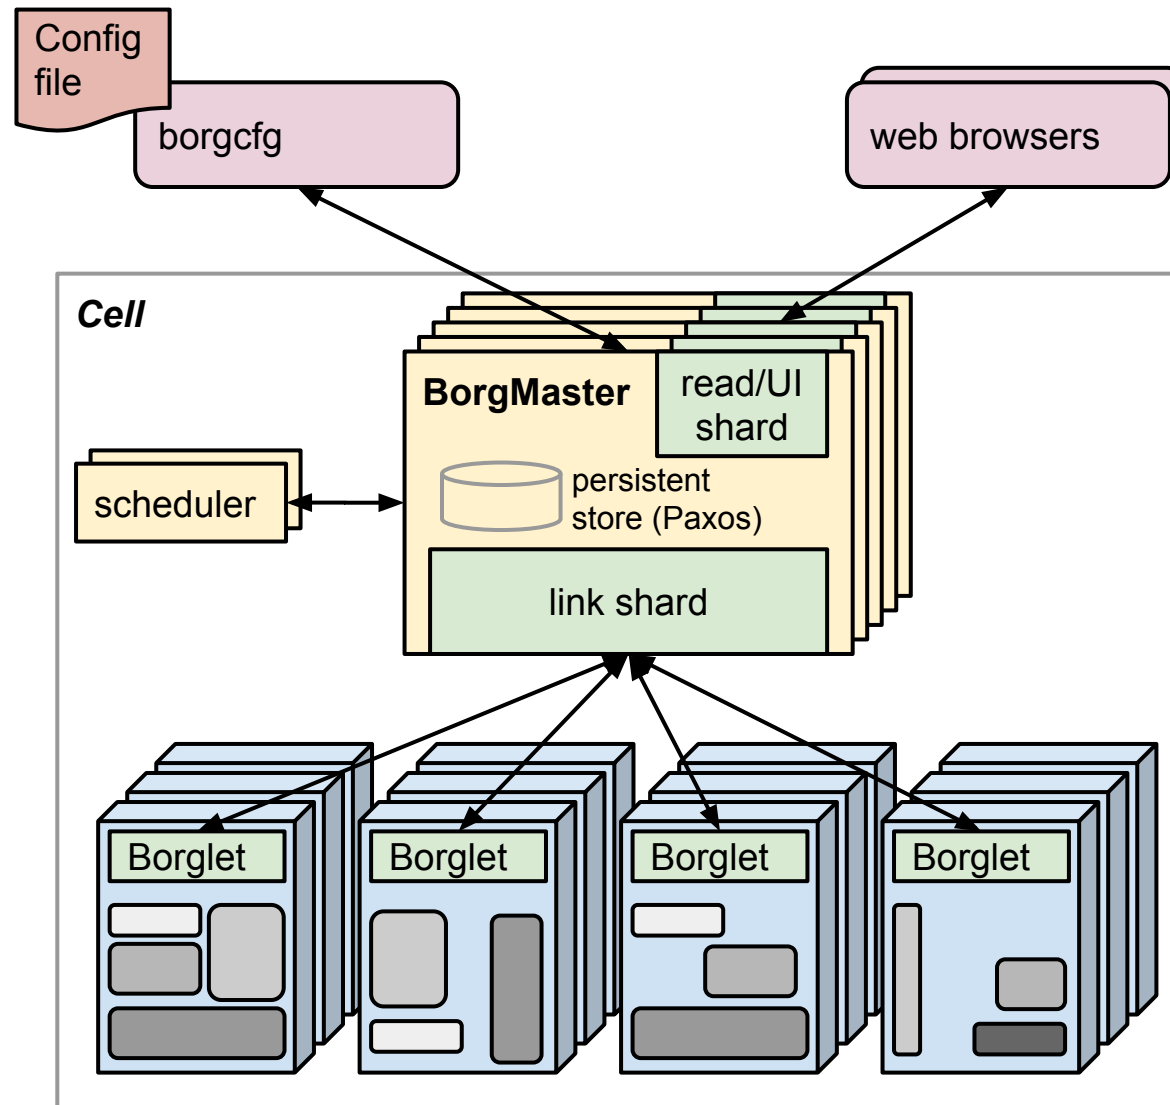 Config
file
borgcfg
web browsers
Cell
BorgMaster
read/UI
shard
persistent
store (Paxos)
scheduler
link shard
Borglet
Borglet
Borglet
Borglet